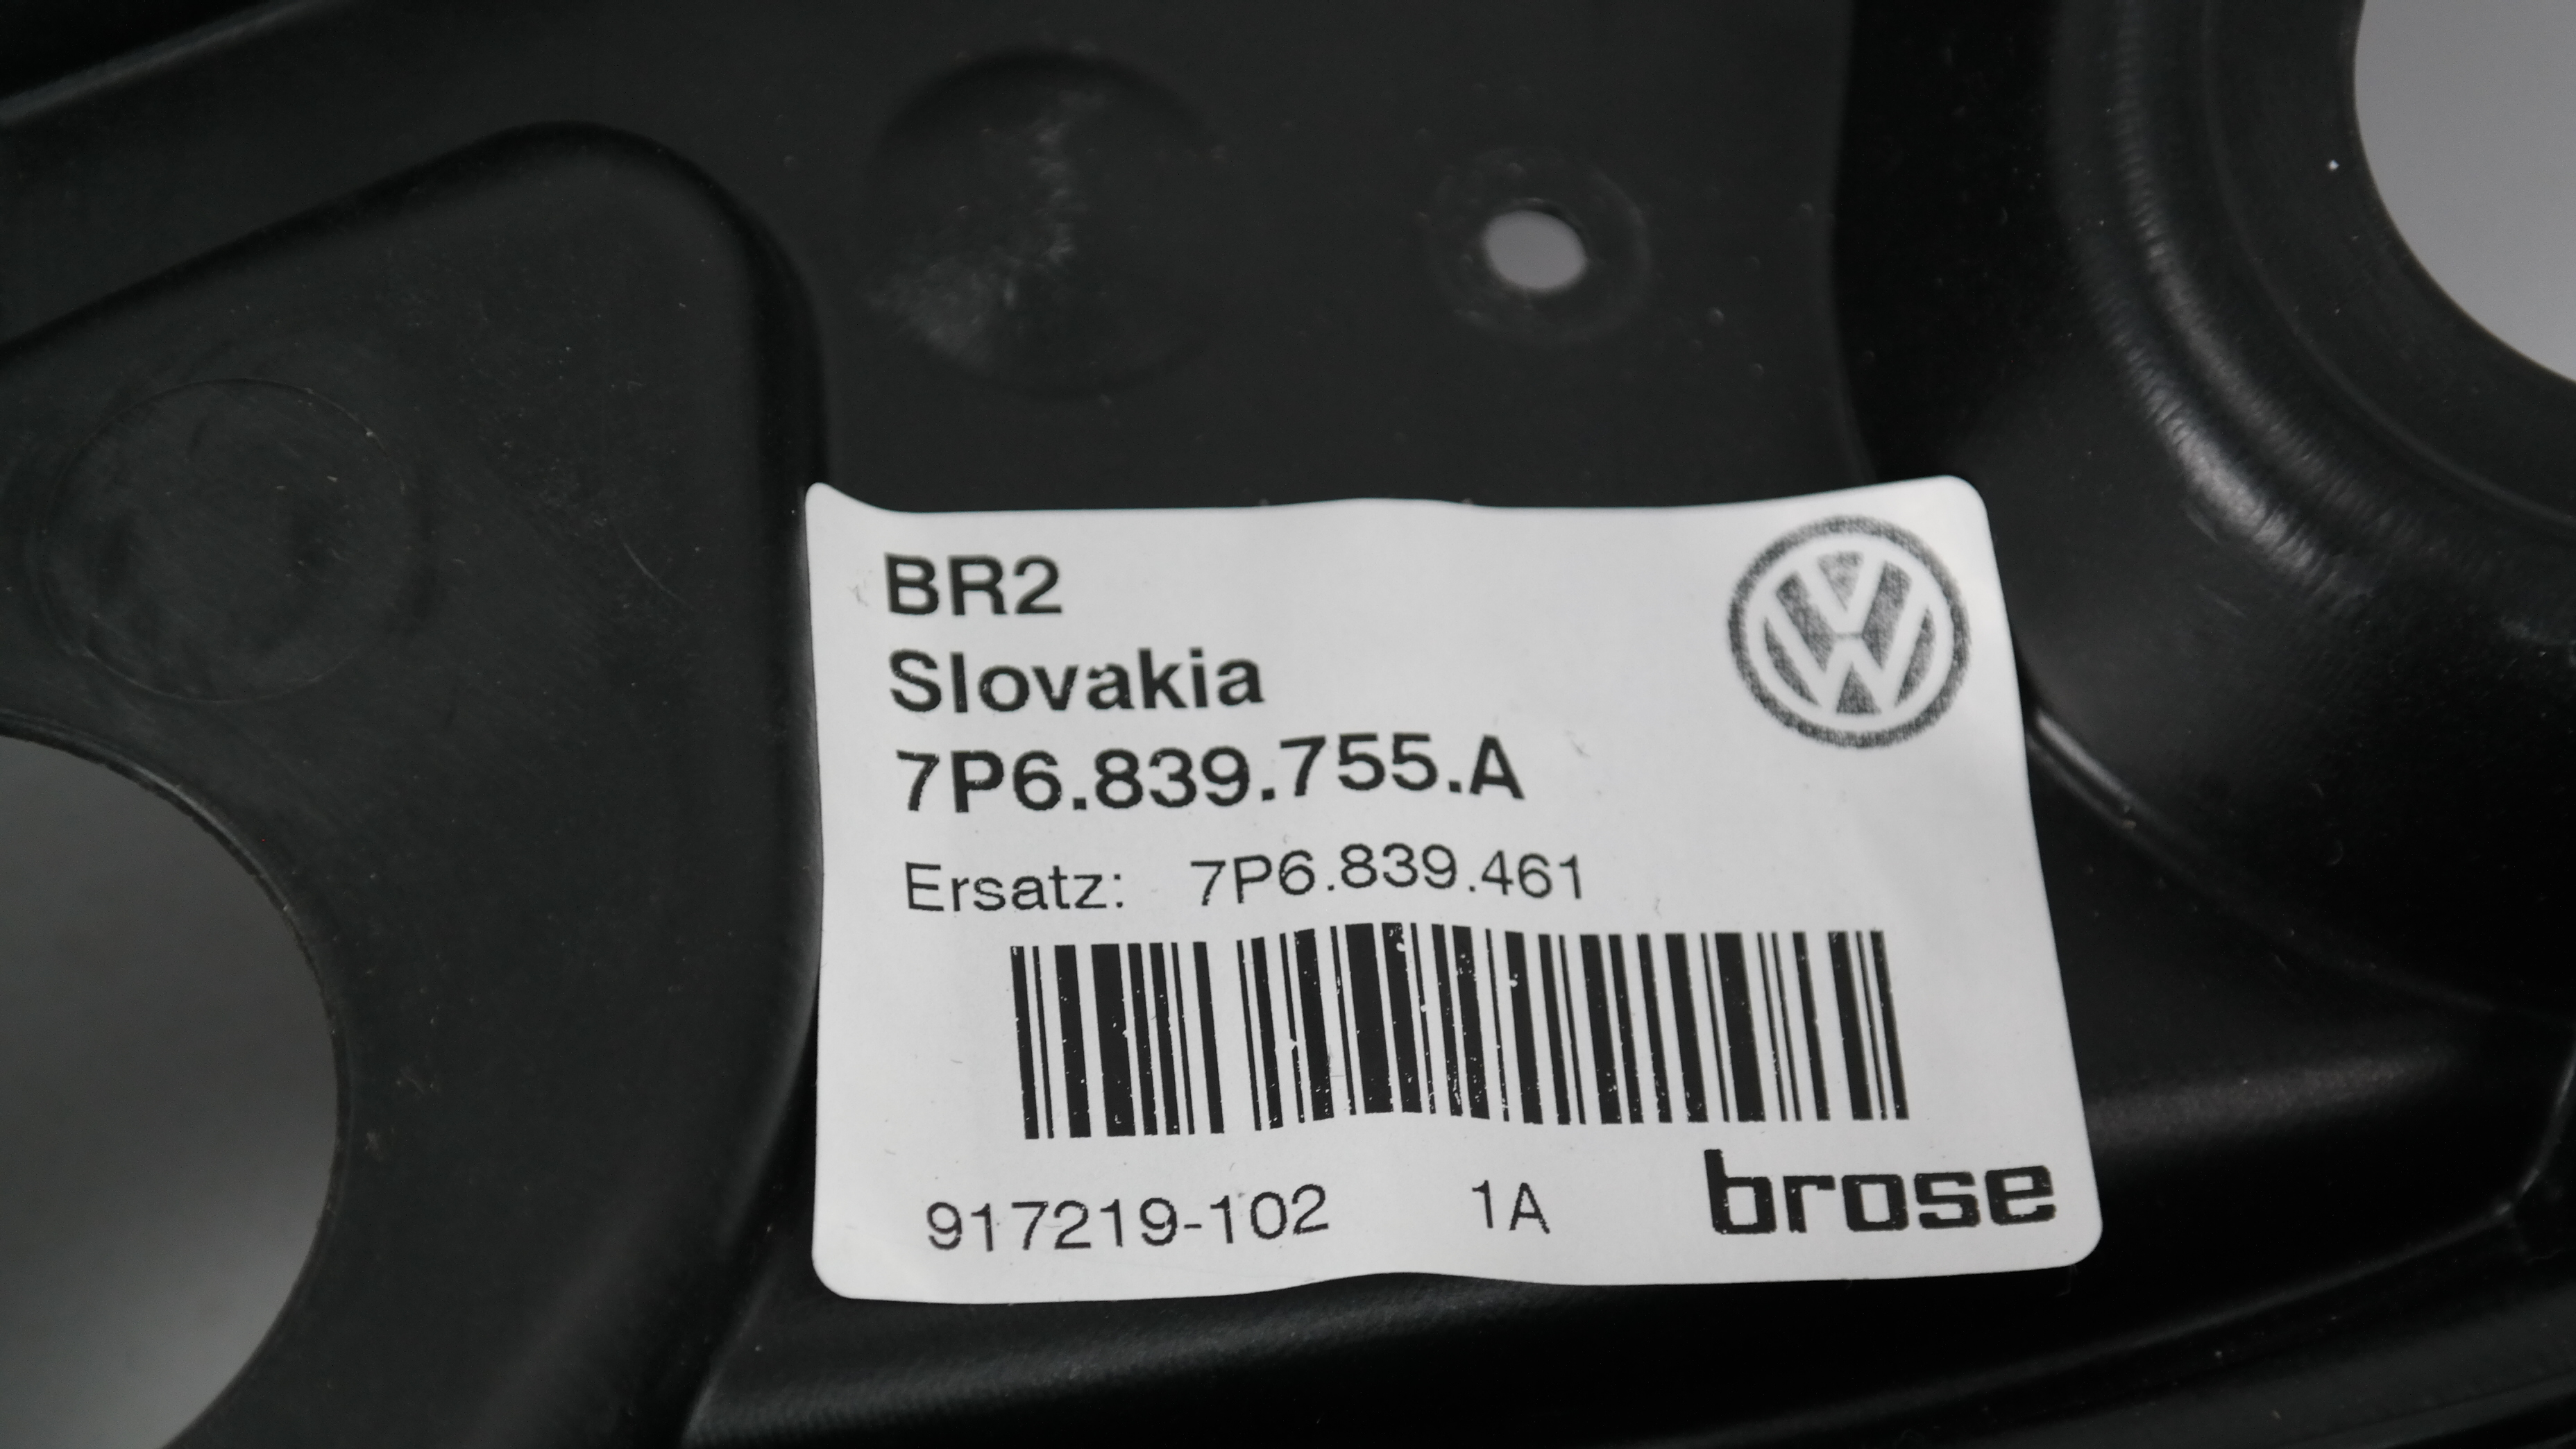 BR2
Slovakia
7P6.839.755.A
Ersatz: 7P6.839.461
917219-102 1A brose